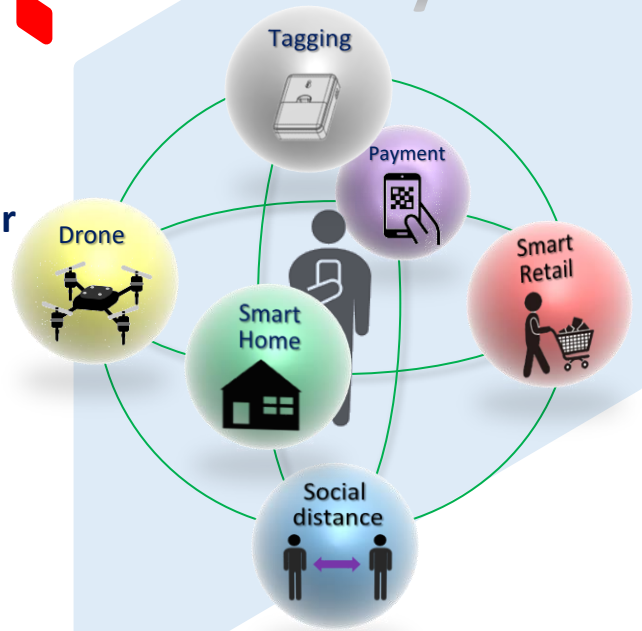 Tagging
Payment
r
Drone
Smart
Retail
Smart
Home
Social
distance